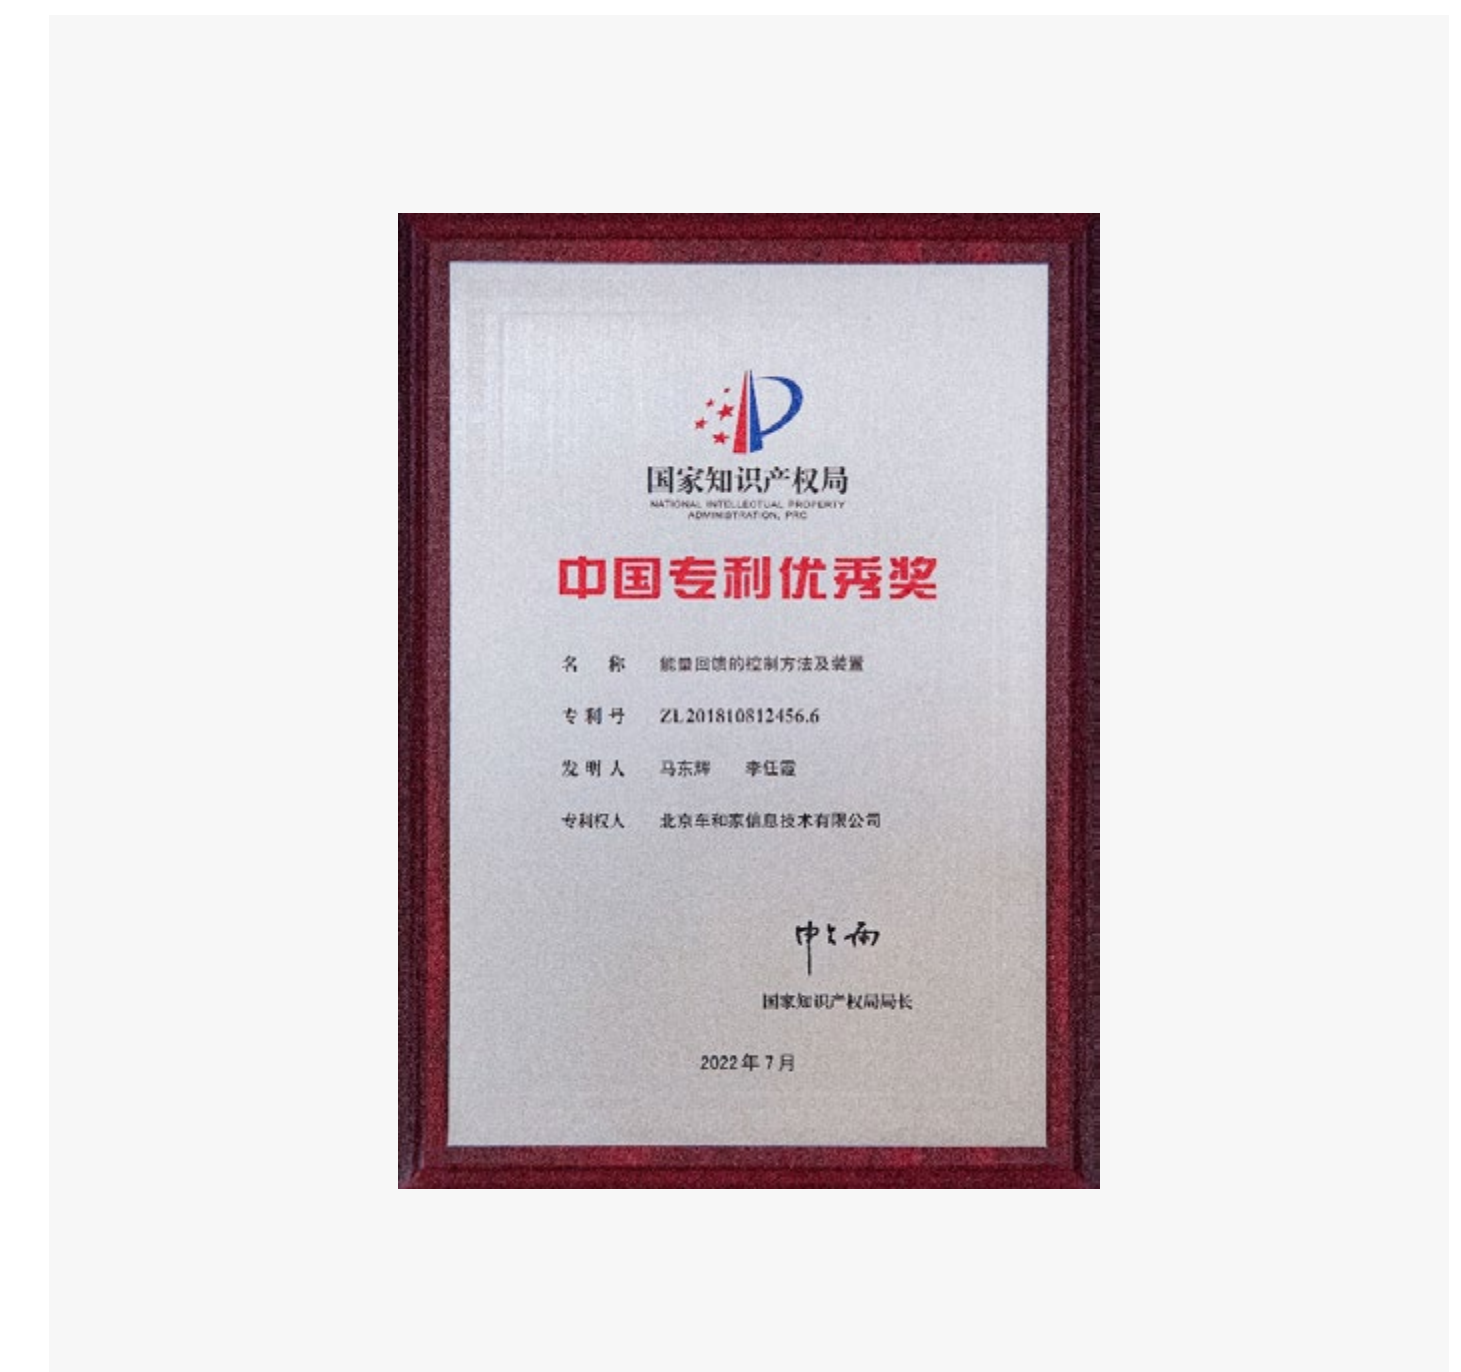 国家知识产权局
NATIONAL INTELLECTUAL PROPERTY
ADMINISTRATION, PRC
中国专利优秀奖
名 称 能量回馈的控制方法及装置
专利号 ZL201810812456.6
发明人 马东辉 李任霞
专利权人 北京车和家信息技术有限公司
申长雨
国家知识产权局局长
2022年7月